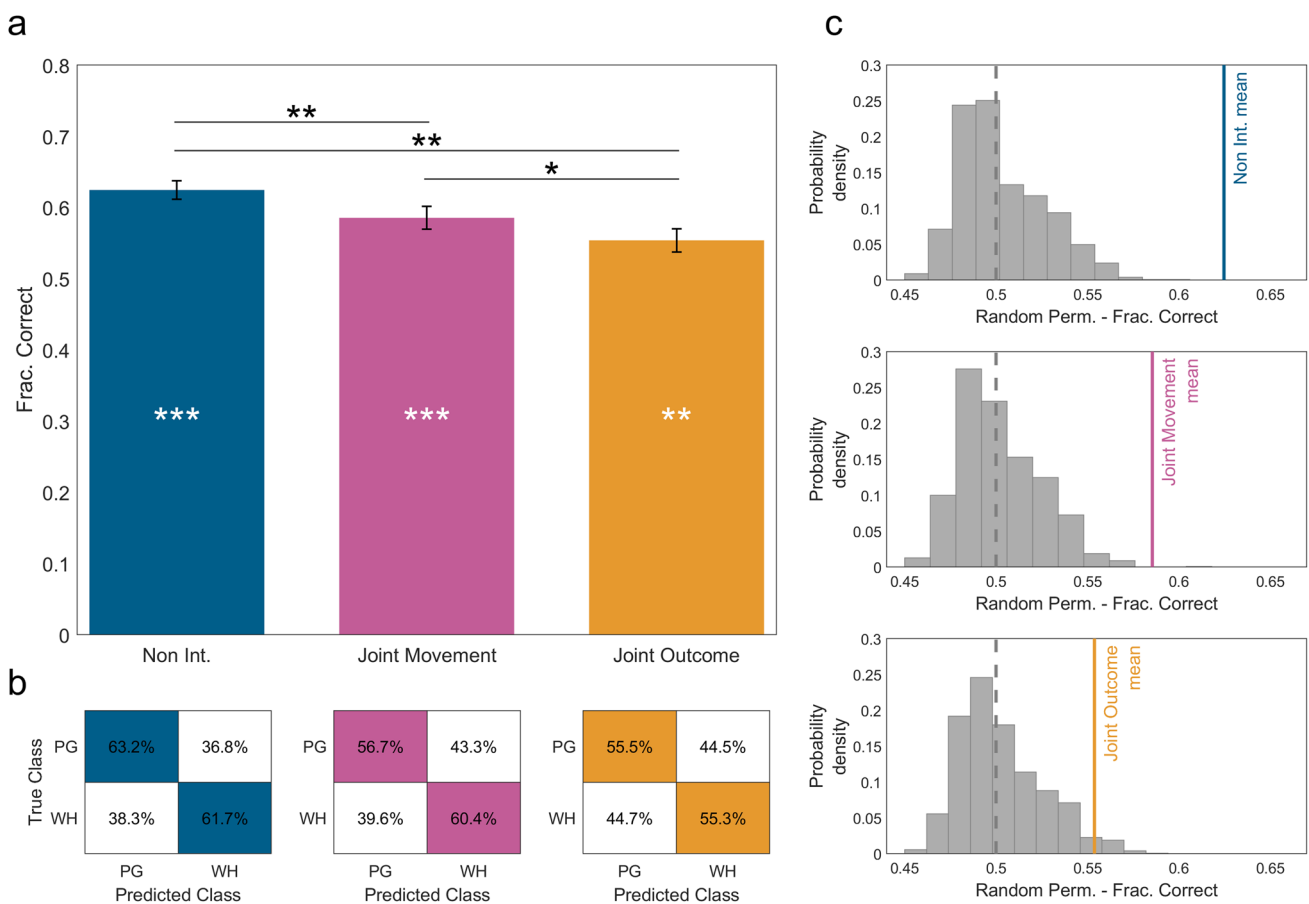 a
0.8
0.7
0.6
0.5
0.4
0.3
0.2
0.1
0
Frac. Correct
**
**
*
***
***
**
Non Int.
Joint Movement
Joint Outcome
b
True Class
PG
WH
63.2%
36.8%
38.3%
61.7%
PG
WH
Predicted Class
PG
WH
56.7%
43.3%
39.6%
60.4%
PG
WH
Predicted Class
PG
WH
55.5%
44.5%
44.7%
55.3%
PG
WH
Predicted Class
c
0.3
0.25
0.2
0.15
0.1
0.05
0
Probability
density
Non Int. mean
0.45
0.5
0.55
0.6
0.65
Random Perm. - Frac. Correct
0.3
0.25
0.2
0.15
0.1
0.05
0
Probability
density
Joint Movement
mean
0.45
0.5
0.55
0.6
0.65
Random Perm. - Frac. Correct
0.3
0.25
0.2
0.15
0.1
0.05
0
Probability
density
Joint Outcome
mean
0.45
0.5
0.55
0.6
0.65
Random Perm. - Frac. Correct